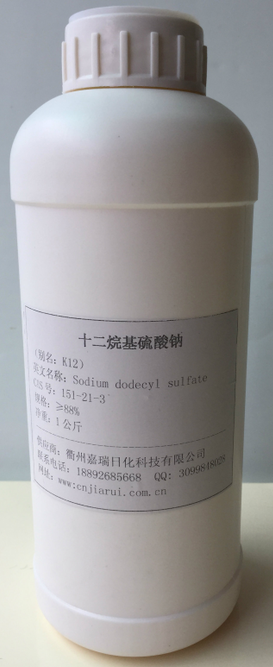 十二烷基硫酸钠
(别名：K12)
英文名称：Sodium dodecyl sulfate
CAS号：151-21-3
规格：≥88%
净重：1公斤
供应商：衢州嘉瑞日化科技有限公司
联系电话：18892685668 QQ: 3099848028
网址：www.cnjiarui.com.cn